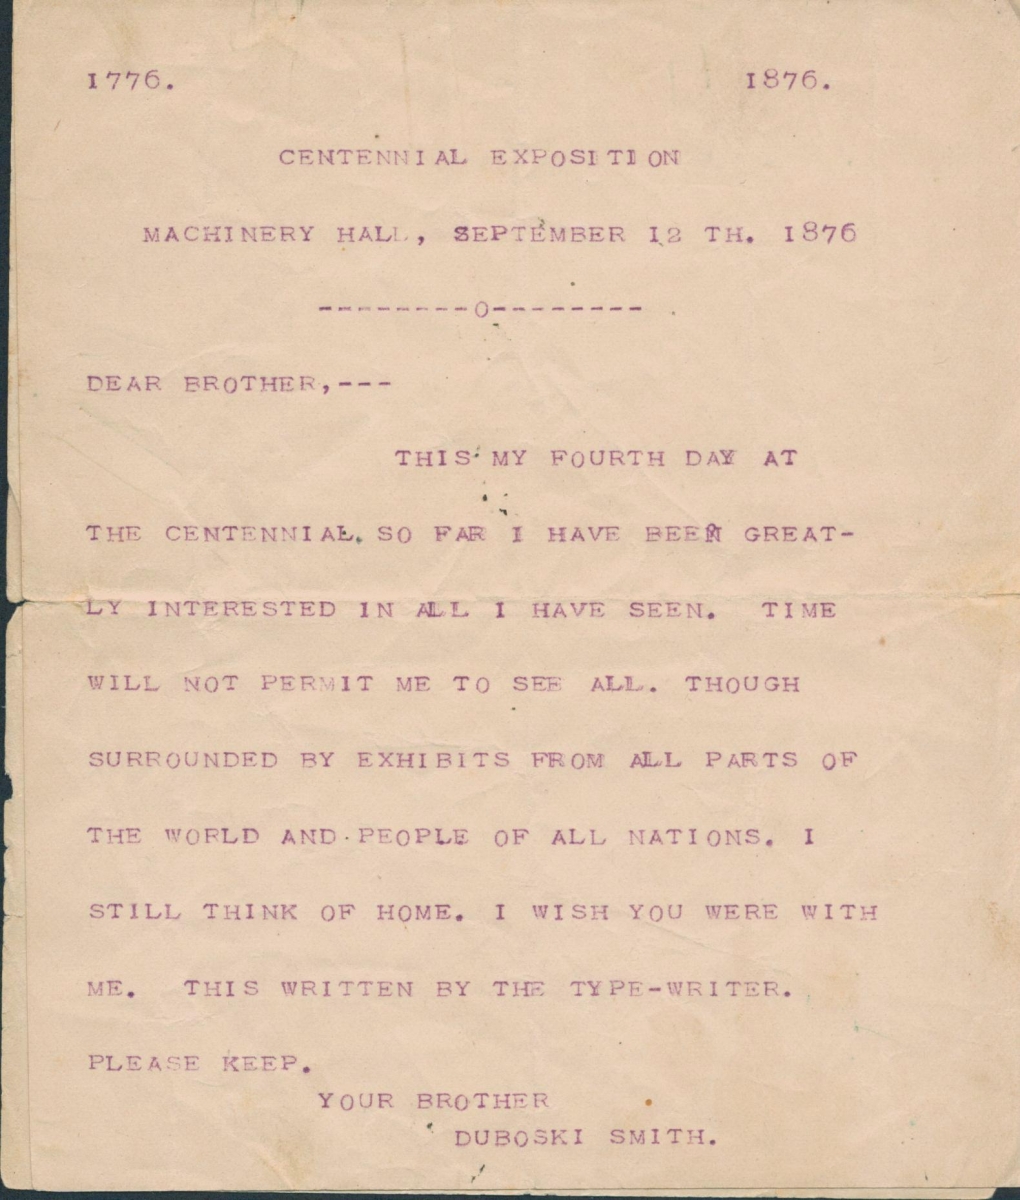 1776. 1876.
CENTENNIAL EXPOSITION
MACHINERY HALL, SEPTEMBER 12 TH. 1876
--------O--------
DEAR BROTHER,---
THIS MY FOURTH DAY AT
THE CENTENNIAL. SO FAR I HAVE BEEN GREAT-
LY INTERESTED IN ALL I HAVE SEEN. TIME
WILL NOT PERMIT ME TO SEE ALL. THOUGH
SURROUNDED BY EXHIBITS FROM ALL PARTS OF
THE WORLD AND PEOPLE OF ALL NATIONS. I
STILL THINK OF HOME. I WISH YOU WERE WITH
ME. THIS WRITTEN BY THE TYPE-WRITER.
PLEASE KEEP.
YOUR BROTHER
DUBOSKI SMITH.